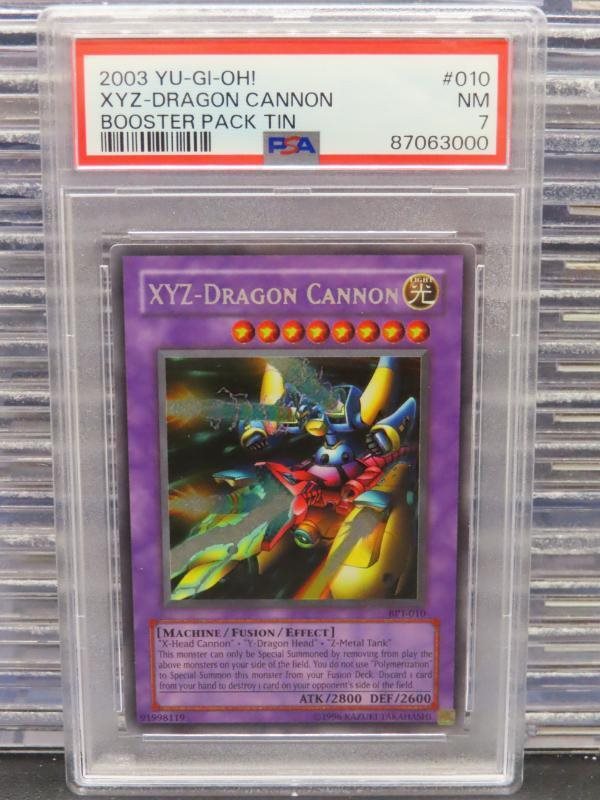 2003 YU-GI-OH! #010
XYZ-DRAGON CANNON NM
BOOSTER PACK TIN 7
PSA 87063000
XYZ-DRAGON CANNON
LIGHT
光
BPT-010
[MACHINE/FUSION/EFFECT]
"X-Head Cannon" + "Y-Dragon Head" + "Z-Metal Tank"
This monster can only be Special Summoned by removing from play the
above monsters on your side of the field. You do not use "Polymerization"
to Special Summon this monster from your Fusion Deck. Discard 1 card
from your hand to destroy 1 card on your opponent's side of the field.
ATK/2800 DEF/2600
91998119 ©1996 KAZUKI TAKAHASHI